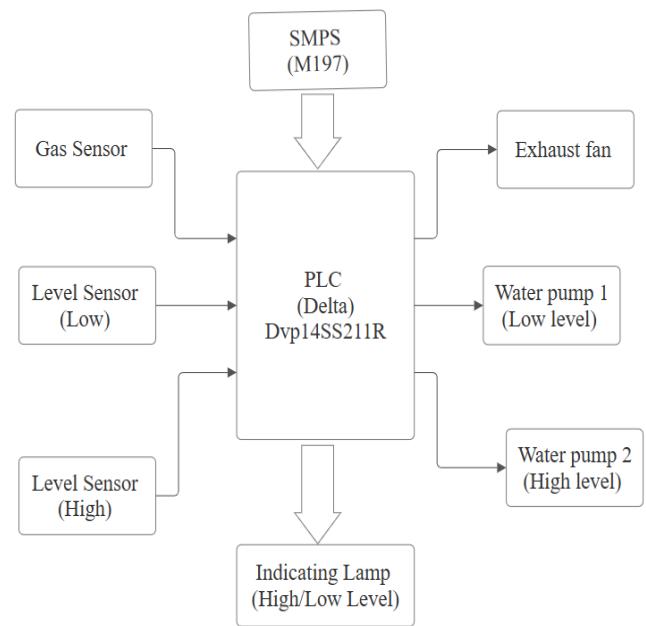 SMPS
(M197)
Gas Sensor
Exhaust fan
PLC
(Delta)
Dvp14SS211R
Level Sensor
(Low)
Water pump 1
(Low level)
Level Sensor
(High)
Water pump 2
(High level)
Indicating Lamp
(High/Low Level)